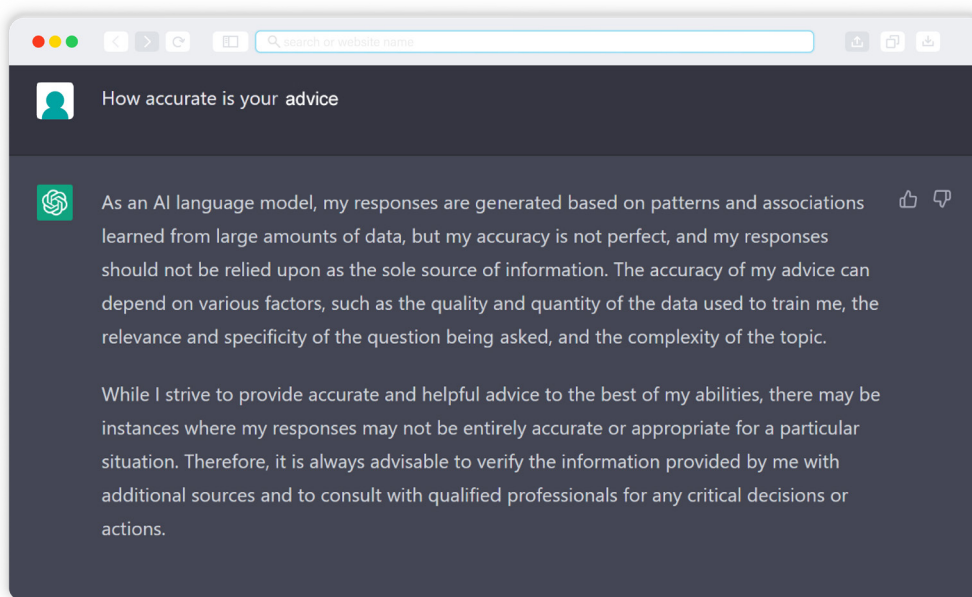 search or website name
How accurate is your advice
As an AI language model, my responses are generated based on patterns and associations
learned from large amounts of data, but my accuracy is not perfect, and my responses
should not be relied upon as the sole source of information. The accuracy of my advice can
depend on various factors, such as the quality and quantity of the data used to train me, the
relevance and specificity of the question being asked, and the complexity of the topic.
While I strive to provide accurate and helpful advice to the best of my abilities, there may be
instances where my responses may not be entirely accurate or appropriate for a particular
situation. Therefore, it is always advisable to verify the information provided by me with
additional sources and to consult with qualified professionals for any critical decisions or
actions.